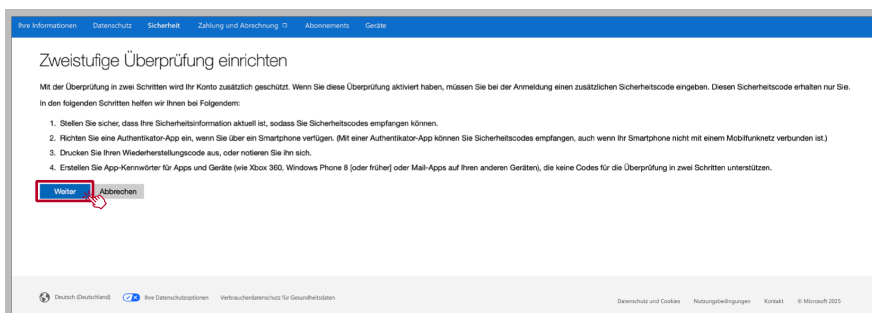 Ihre Informationen Datenschutz Sicherheit Zahlung und Abrechnung Abonnements Geräte
Zweistufige Überprüfung einrichten
Mit der Überprüfung in zwei Schritten wird Ihr Konto zusätzlich geschützt. Wenn Sie diese Überprüfung aktiviert haben, müssen Sie bei der Anmeldung einen zusätzlichen Sicherheitscode eingeben. Diesen Sicherheitscode erhalten nur Sie.
In den folgenden Schritten helfen wir Ihnen bei Folgendem:
1. Stellen Sie sicher, dass Ihre Sicherheitsinformation aktuell ist, sodass Sie Sicherheitscodes empfangen können.
2. Richten Sie eine Authentikator-App ein, wenn Sie über ein Smartphone verfügen. (Mit einer Authentikator-App können Sie Sicherheitscodes empfangen, auch wenn Ihr Smartphone nicht mit einem Mobilfunknetz verbunden ist.)
3. Drucken Sie Ihren Wiederherstellungscode aus, oder notieren Sie ihn sich.
4. Erstellen Sie App-Kennwörter für Apps und Geräte (wie Xbox 360, Windows Phone 8 [oder früher] oder Mail-Apps auf Ihren anderen Geräten), die keine Codes für die Überprüfung in zwei Schritten unterstützen.
Weiter Abbrechen
Deutsch (Deutschland) Ihre Datenschutzoptionen Verbraucherdatenschutz für Gesundheitsdaten Datenschutz und Cookies Nutzungsbedingungen Kontakt © Microsoft 2025